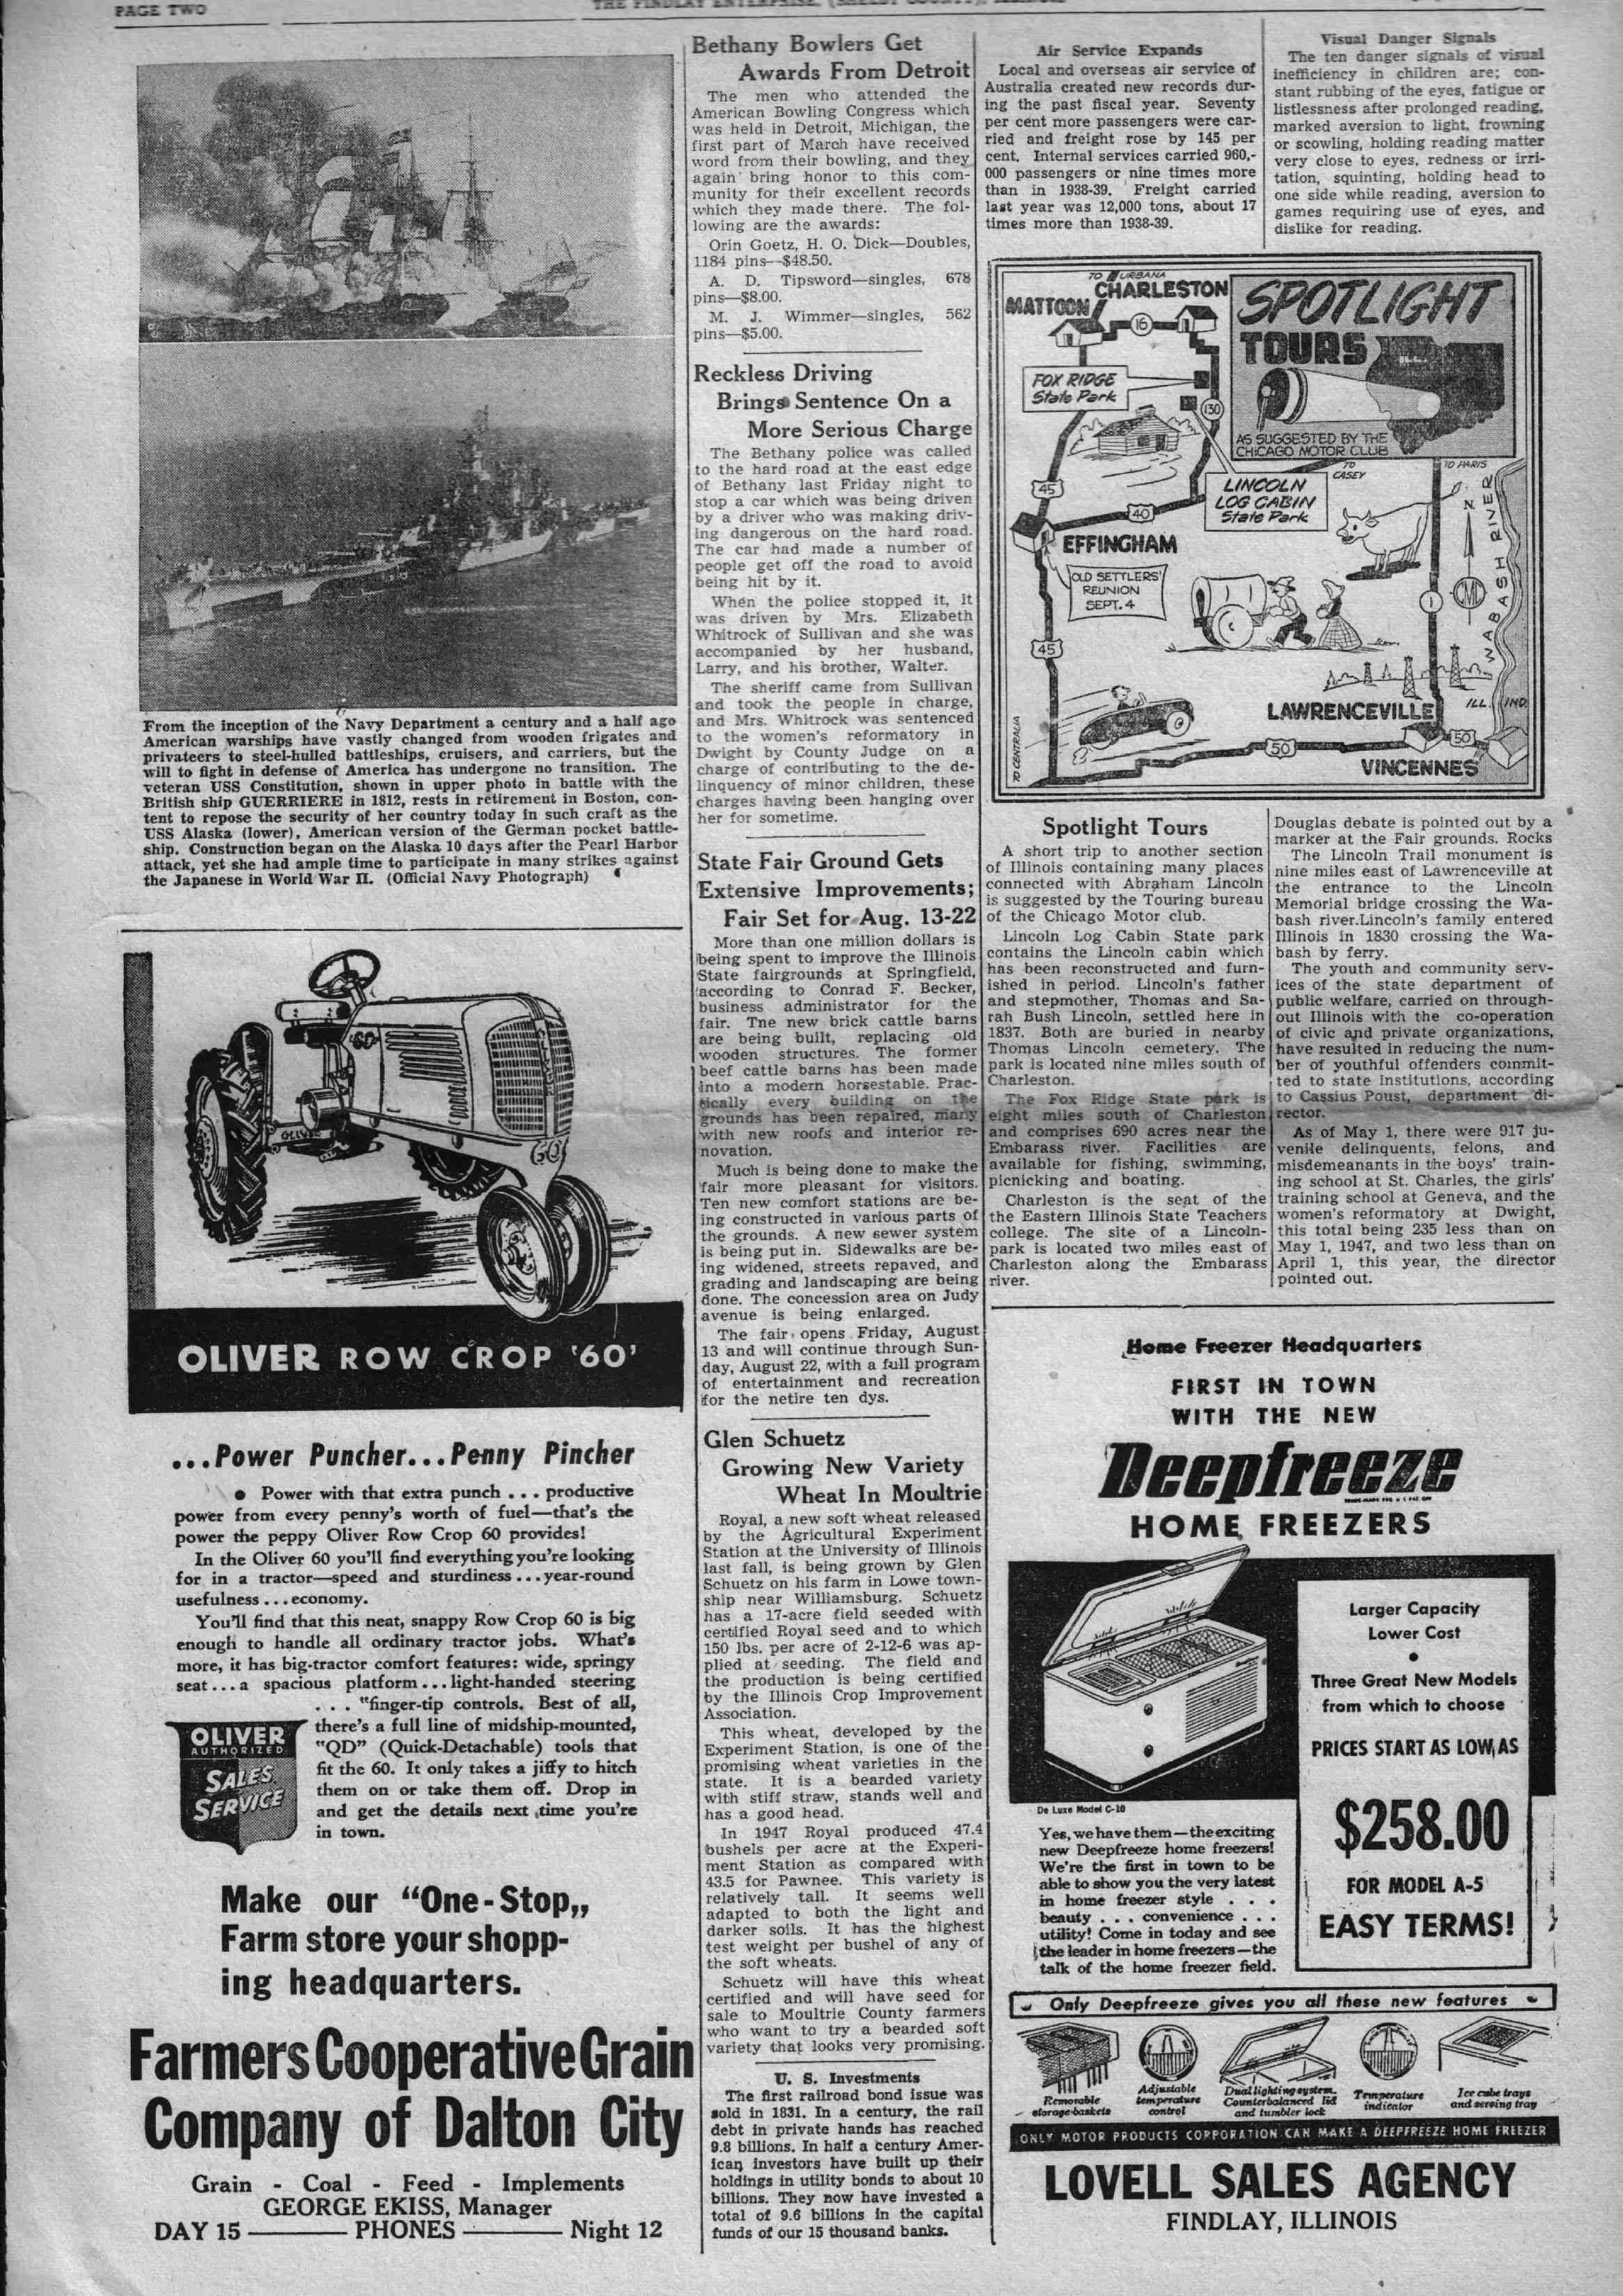 PAGE TWO
THE FINDLAY ENTERPRISE, (SHELBY COUNTY), ILLINOIS
From the inception of the Navy Department a century and a half ago
American warships have vastly changed from wooden frigates and
privateers to steel-hulled battleships, cruisers, and carriers, but the
will to fight in defense of America has undergone no transition. The
veteran USS Constitution, shown in upper photo in battle with the
British ship GUERRIERE in 1812, rests in retirement in Boston, con-
tent to repose the security of her country today in such craft as the
USS Alaska (lower), American version of the German pocket battle-
ship. Construction began on the Alaska 10 days after the Pearl Harbor
attack, yet she had ample time to participate in many strikes against
the Japanese in World War II. (Official Navy Photograph)
60
OLIVER
OLIVER
60
OLIVER ROW CROP '60'
...Power Puncher...Penny Pincher
● Power with that extra punch . . . productive
power from every penny's worth of fuel—that's the
power the peppy Oliver Row Crop 60 provides!
In the Oliver 60 you'll find everything you're looking
for in a tractor—speed and sturdiness . . . year-round
usefulness . . . economy.
You'll find that this neat, snappy Row Crop 60 is big
enough to handle all ordinary tractor jobs. What's
more, it has big-tractor comfort features: wide, springy
seat . . . a spacious platform . . . light-handed steering
. . . "finger-tip controls. Best of all,
there's a full line of midship-mounted,
"QD" (Quick-Detachable) tools that
fit the 60. It only takes a jiffy to hitch
them on or take them off. Drop in
and get the details next time you're
in town.
OLIVER
AUTHORIZED
SALES
SERVICE
Make our "One-Stop,,
Farm store your shopp-
ing headquarters.
Farmers Cooperative Grain
Company of Dalton City
Grain - Coal - Feed - Implements
GEORGE EKISS, Manager
DAY 15 ——— PHONES ——— Night 12
Bethany Bowlers Get
Awards From Detroit
The men who attended the
American Bowling Congress which
was held in Detroit, Michigan, the
first part of March have received
word from their bowling, and they
again bring honor to this com-
munity for their excellent records
which they made there. The fol-
lowing are the awards:
Orin Goetz, H. O. Dick—Doubles,
1184 pins--$48.50.
A. D. Tipsword—singles, 678
pins—$8.00.
M. J. Wimmer—singles, 562
pins—$5.00.
Reckless Driving
Brings Sentence On a
More Serious Charge
The Bethany police was called
to the hard road at the east edge
of Bethany last Friday night to
stop a car which was being driven
by a driver who was making driv-
ing dangerous on the hard road.
The car had made a number of
people get off the road to avoid
being hit by it.
When the police stopped it, it
was driven by Mrs. Elizabeth
Whitrock of Sullivan and she was
accompanied by her husband,
Larry, and his brother, Walter.
The sheriff came from Sullivan
and took the people in charge,
and Mrs. Whitrock was sentenced
to the women's reformatory in
Dwight by County Judge on a
charge of contributing to the de-
linquency of minor children, these
charges having been hanging over
her for sometime.
State Fair Ground Gets
Extensive Improvements;
Fair Set for Aug. 13-22
More than one million dollars is
being spent to improve the Illinois
State fairgrounds at Springfield,
according to Conrad F. Becker,
business administrator for the
fair. Tne new brick cattle barns
are being built, replacing old
wooden structures. The former
beef cattle barns has been made
into a modern horsestable. Prac-
tically every building on the
grounds has been repaired, many
with new roofs and interior re-
novation.
Much is being done to make the
fair more pleasant for visitors.
Ten new comfort stations are be-
ing constructed in various parts of
the grounds. A new sewer system
is being put in. Sidewalks are be-
ing widened, streets repaved, and
grading and landscaping are being
done. The concession area on Judy
avenue is being enlarged.
The fair opens Friday, August
13 and will continue through Sun-
day, August 22, with a full program
of entertainment and recreation
for the netire ten dys.
Glen Schuetz
Growing New Variety
Wheat In Moultrie
Royal, a new soft wheat released
by the Agricultural Experiment
Station at the University of Illinois
last fall, is being grown by Glen
Schuetz on his farm in Lowe town-
ship near Williamsburg. Schuetz
has a 17-acre field seeded with
certified Royal seed and to which
150 lbs. per acre of 2-12-6 was ap-
plied at seeding. The field and
the production is being certified
by the Illinois Crop Improvement
Association.
This wheat, developed by the
Experiment Station, is one of the
promising wheat varieties in the
state. It is a bearded variety
with stiff straw, stands well and
has a good head.
In 1947 Royal produced 47.4
bushels per acre at the Experi-
ment Station as compared with
43.5 for Pawnee. This variety is
relatively tall. It seems well
adapted to both the light and
darker soils. It has the highest
test weight per bushel of any of
the soft wheats.
Schuetz will have this wheat
certified and will have seed for
sale to Moultrie County farmers
who want to try a bearded soft
variety that looks very promising.
U. S. Investments
The first railroad bond issue was
sold in 1831. In a century, the rail
debt in private hands has reached
9.8 billions. In half a century Amer-
ican investors have built up their
holdings in utility bonds to about 10
billions. They now have invested a
total of 9.6 billions in the capital
funds of our 15 thousand banks.
Air Service Expands
Local and overseas air service of
Australia created new records dur-
ing the past fiscal year. Seventy
per cent more passengers were car-
ried and freight rose by 145 per
cent. Internal services carried 960,-
000 passengers or nine times more
than in 1938-39. Freight carried
last year was 12,000 tons, about 17
times more than 1938-39.
Visual Danger Signals
The ten danger signals of visual
inefficiency in children are; con-
stant rubbing of the eyes, fatigue or
listlessness after prolonged reading,
marked aversion to light, frowning
or scowling, holding reading matter
very close to eyes, redness or irri-
tation, squinting, holding head to
one side while reading, aversion to
games requiring use of eyes, and
dislike for reading.
TO URBANA
CHARLESTON
MATTOON
16
SPOTLIGHT
TOURS
ILL.
AS SUGGESTED BY THE
CHICAGO MOTOR CLUB
FOX RIDGE
State Park
130
LINCOLN
LOG CABIN
State Park
TO
CASEY
TO PARIS
45
40
EFFINGHAM
OLD SETTLERS'
REUNION
SEPT. 4
N
CMC
1
WABASH RIVER
45
LAWRENCEVILLE
ILL.
IND.
TO CENTRALIA
50
50
VINCENNES
Spotlight Tours
A short trip to another section
of Illinois containing many places
connected with Abraham Lincoln
is suggested by the Touring bureau
of the Chicago Motor club.
Lincoln Log Cabin State park
contains the Lincoln cabin which
has been reconstructed and furn-
ished in period. Lincoln's father
and stepmother, Thomas and Sa-
rah Bush Lincoln, settled here in
1837. Both are buried in nearby
Thomas Lincoln cemetery. The
park is located nine miles south of
Charleston.
The Fox Ridge State park is
eight miles south of Charleston
and comprises 690 acres near the
Embarass river. Facilities are
available for fishing, swimming,
picnicking and boating.
Charleston is the seat of the
the Eastern Illinois State Teachers
college. The site of a Lincoln-
park is located two miles east of
Charleston along the Embarass
river.
Douglas debate is pointed out by a
marker at the Fair grounds. Rocks
The Lincoln Trail monument is
nine miles east of Lawrenceville at
the entrance to the Lincoln
Memorial bridge crossing the Wa-
bash river.Lincoln's family entered
Illinois in 1830 crossing the Wa-
bash by ferry.
The youth and community serv-
ices of the state department of
public welfare, carried on through-
out Illinois with the co-operation
of civic and private organizations,
have resulted in reducing the num-
ber of youthful offenders commit-
ted to state institutions, according
to Cassius Poust, department di-
rector.
As of May 1, there were 917 ju-
venile delinquents, felons, and
misdemeanants in the boys' train-
ing school at St. Charles, the girls'
training school at Geneva, and the
women's reformatory at Dwight,
this total being 235 less than on
May 1, 1947, and two less than on
April 1, this year, the director
pointed out.
Home Freezer Headquarters
FIRST IN TOWN
WITH THE NEW
Deepfreeze
HOME FREEZERS
De Luxe Model C-10
Larger Capacity
Lower Cost
●
Three Great New Models
from which to choose
PRICES START AS LOW AS
$258.00
FOR MODEL A-5
EASY TERMS!
Yes, we have them—the exciting
new Deepfreeze home freezers!
We're the first in town to be
able to show you the very latest
in home freezer style . . .
beauty . . . convenience . . .
utility! Come in today and see
the leader in home freezers—the
talk of the home freezer field.
Only Deepfreeze gives you all these new features
Removable
storage baskets
Adjustable
temperature
control
Dual lighting system.
Counterbalanced lid
and tumbler lock
Temperature
indicator
Ice cube trays
and serving tray
ONLY MOTOR PRODUCTS CORPORATION CAN MAKE A DEEPFREEZE HOME FREEZER
LOVELL SALES AGENCY
FINDLAY, ILLINOIS